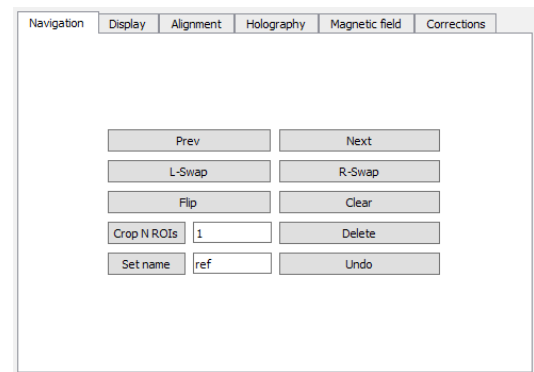 Navigation Display Alignment Holography Magnetic field Corrections
Prev Next
L-Swap R-Swap
Flip Clear
Crop N ROIs 1 Delete
Set name ref Undo